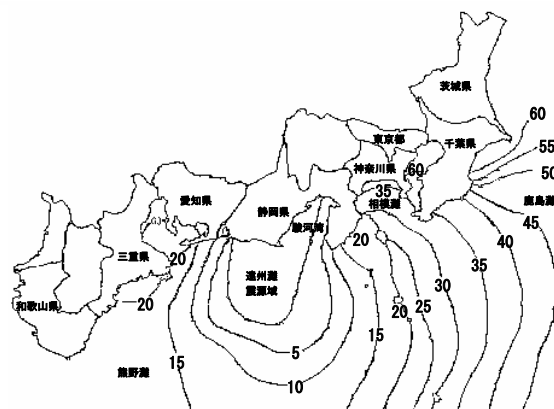 茨城県
60
東京都
千葉県
55
神奈川県
60
50
愛知県
35
鹿島灘
静岡県
相模灘
45
駿河湾
20
40
三重県
20
遠州灘
震源域
35
和歌山県
20
30
25
20
15
5
15
熊野灘
10